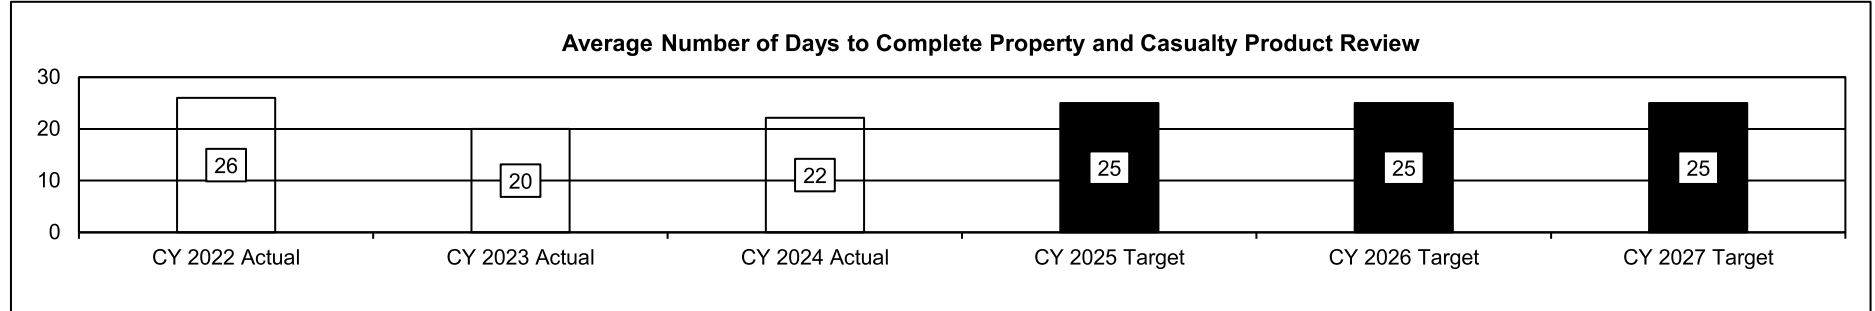 Average Number of Days to Complete Property and Casualty Product Review
30
20
10
0
26
20
22
25
25
25
CY 2022 Actual
CY 2023 Actual
CY 2024 Actual
CY 2025 Target
CY 2026 Target
CY 2027 Target